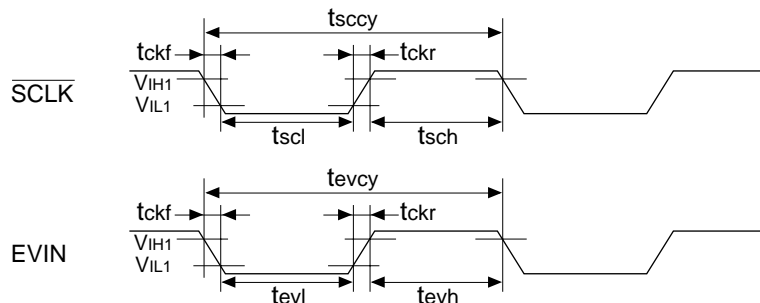 tsccy
tckf
tckr
SCLK
VIH1
VIL1
tscl
tsch
tevcy
tckf
tckr
EVIN
VIH1
VIL1
tevl
tevh